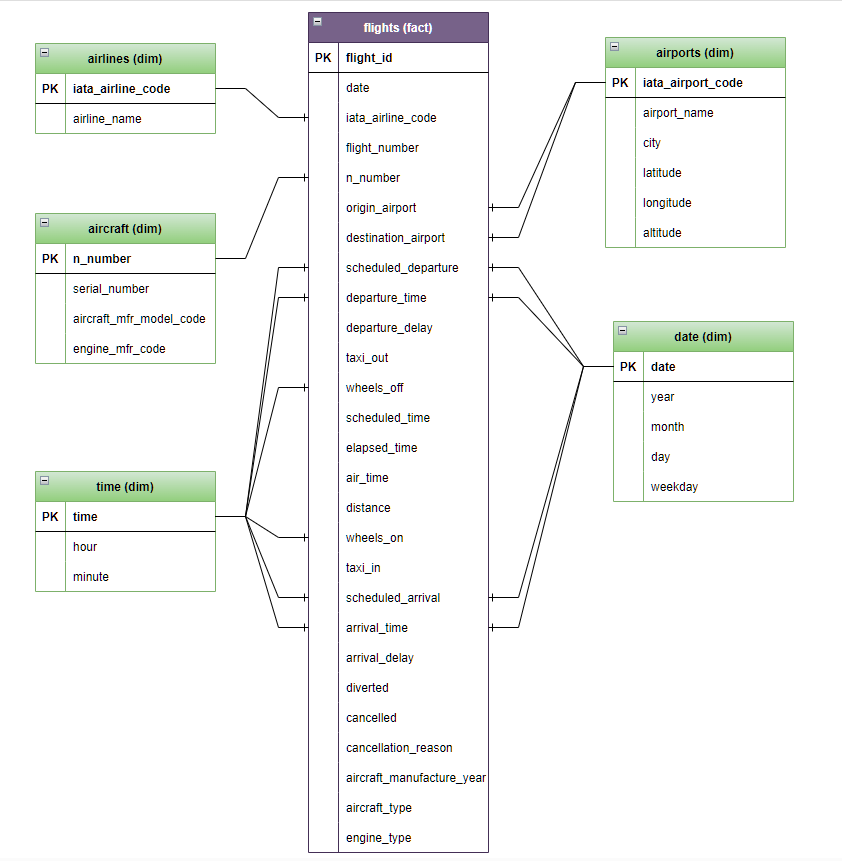 airlines (dim)
PK iata_airline_code
airline_name
aircraft (dim)
PK n_number
serial_number
aircraft_mfr_model_code
engine_mfr_code
time (dim)
PK time
hour
minute
flights (fact)
PK flight_id
date
iata_airline_code
flight_number
n_number
origin_airport
destination_airport
scheduled_departure
departure_time
departure_delay
taxi_out
wheels_off
scheduled_time
elapsed_time
air_time
distance
wheels_on
taxi_in
scheduled_arrival
arrival_time
arrival_delay
diverted
cancelled
cancellation_reason
aircraft_manufacture_year
aircraft_type
engine_type
airports (dim)
PK iata_airport_code
airport_name
city
latitude
longitude
altitude
date (dim)
PK date
year
month
day
weekday